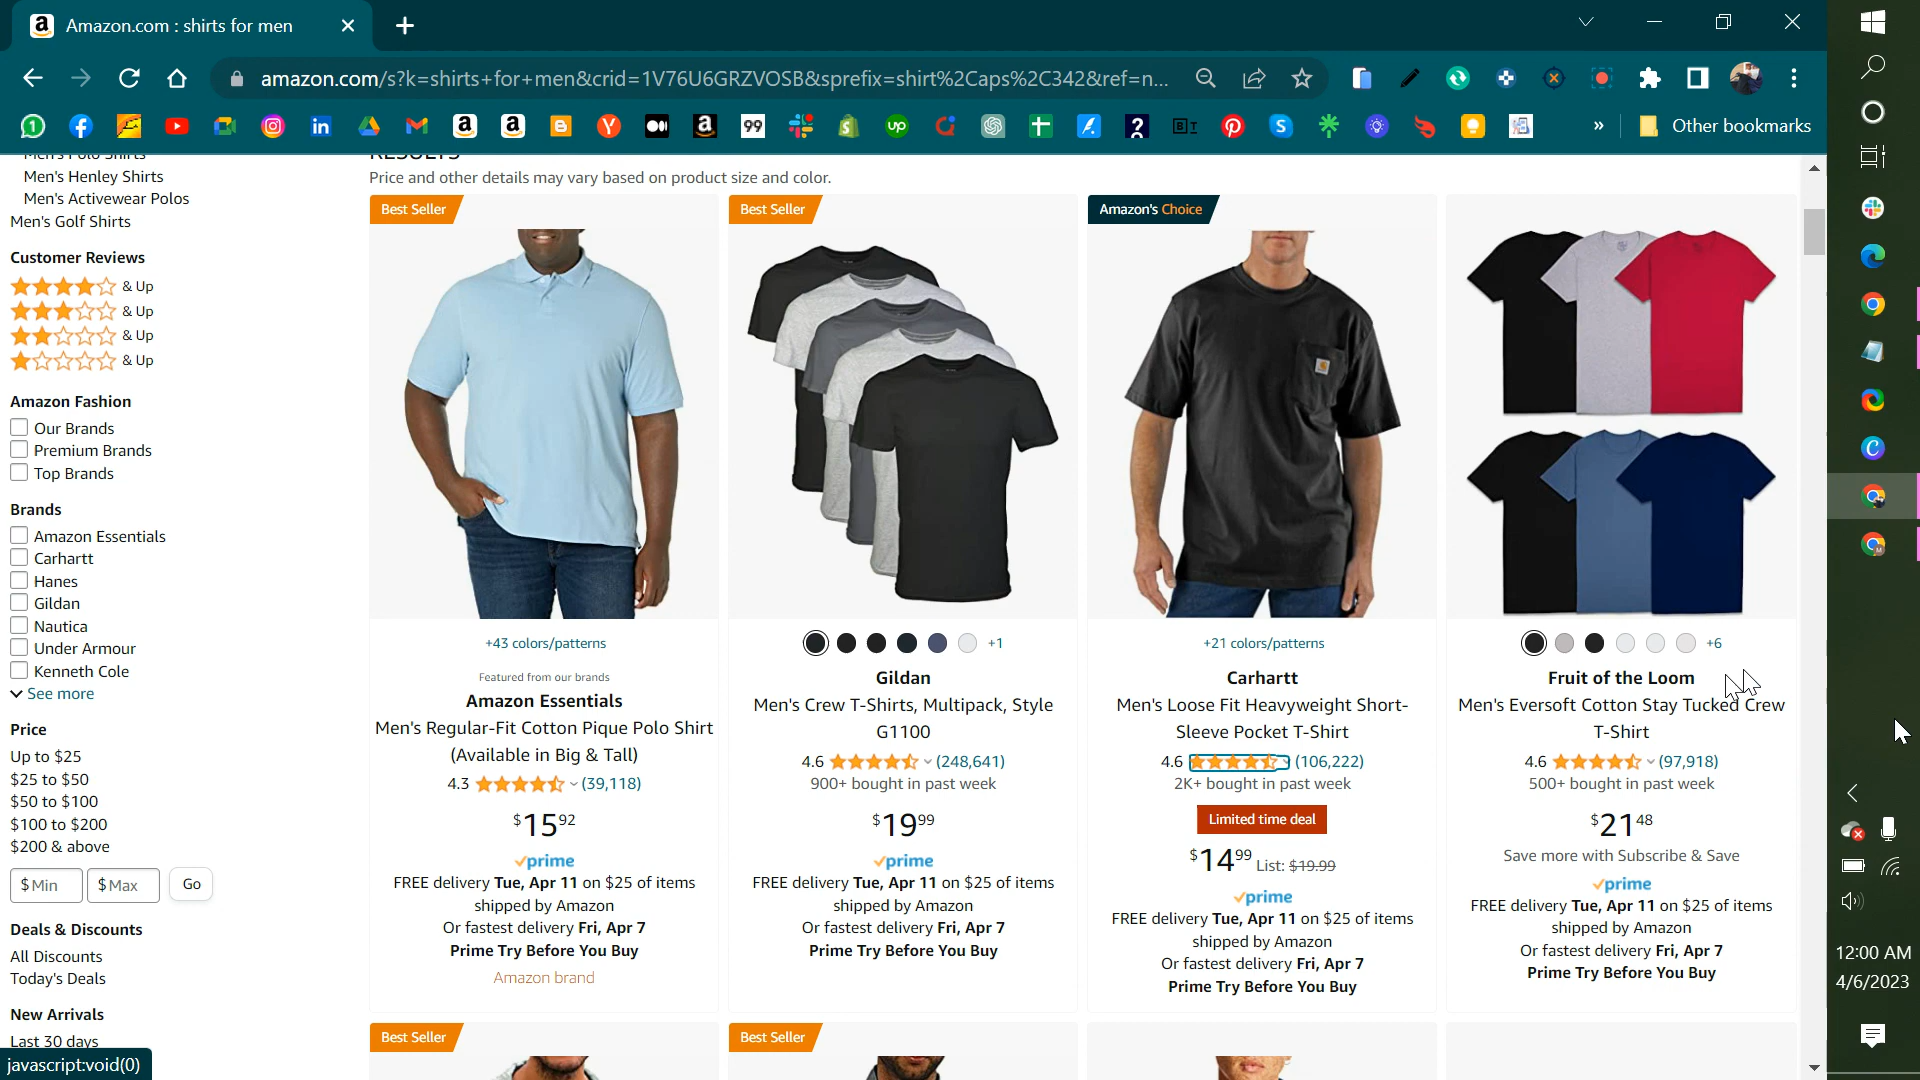 Amazon.com : shirts for men
amazon.com/s?k=shirts+for+men&crid=1V76U6GRZVOSB&sprefix=shirt%2Caps%2C342&ref=n...
Other bookmarks
Men's Polo Shirts
Men's Henley Shirts
Men's Activewear Polos
Men's Golf Shirts
Customer Reviews
& Up
& Up
& Up
& Up
Amazon Fashion
Our Brands
Premium Brands
Top Brands
Brands
Amazon Essentials
Carhartt
Hanes
Gildan
Nautica
Under Armour
Kenneth Cole
See more
Price
Up to $25
$25 to $50
$50 to $100
$100 to $200
$200 & above
$ Min $ Max Go
Deals & Discounts
All Discounts
Today's Deals
New Arrivals
Last 30 days
javascript:void(0)
RESULTS
Price and other details may vary based on product size and color.
Best Seller
+43 colors/patterns
Featured from our brands
Amazon Essentials
Men's Regular-Fit Cotton Pique Polo Shirt
(Available in Big & Tall)
4.3 (39,118)
$15 92
prime
FREE delivery Tue, Apr 11 on $25 of items
shipped by Amazon
Or fastest delivery Fri, Apr 7
Prime Try Before You Buy
Amazon brand
Best Seller
+1
Gildan
Men's Crew T-Shirts, Multipack, Style
G1100
4.6 (248,641)
900+ bought in past week
$19 99
prime
FREE delivery Tue, Apr 11 on $25 of items
shipped by Amazon
Or fastest delivery Fri, Apr 7
Prime Try Before You Buy
Amazon's Choice
+21 colors/patterns
Carhartt
Men's Loose Fit Heavyweight Short-
Sleeve Pocket T-Shirt
4.6 (106,222)
2K+ bought in past week
Limited time deal
$14 99 List: $19.99
prime
FREE delivery Tue, Apr 11 on $25 of items
shipped by Amazon
Or fastest delivery Fri, Apr 7
Prime Try Before You Buy
+6
Fruit of the Loom
Men's Eversoft Cotton Stay Tucked Crew
T-Shirt
4.6 (97,918)
500+ bought in past week
$21 48
Save more with Subscribe & Save
prime
FREE delivery Tue, Apr 11 on $25 of items
shipped by Amazon
Or fastest delivery Fri, Apr 7
Prime Try Before You Buy
Best Seller
Best Seller
12:00 AM
4/6/2023